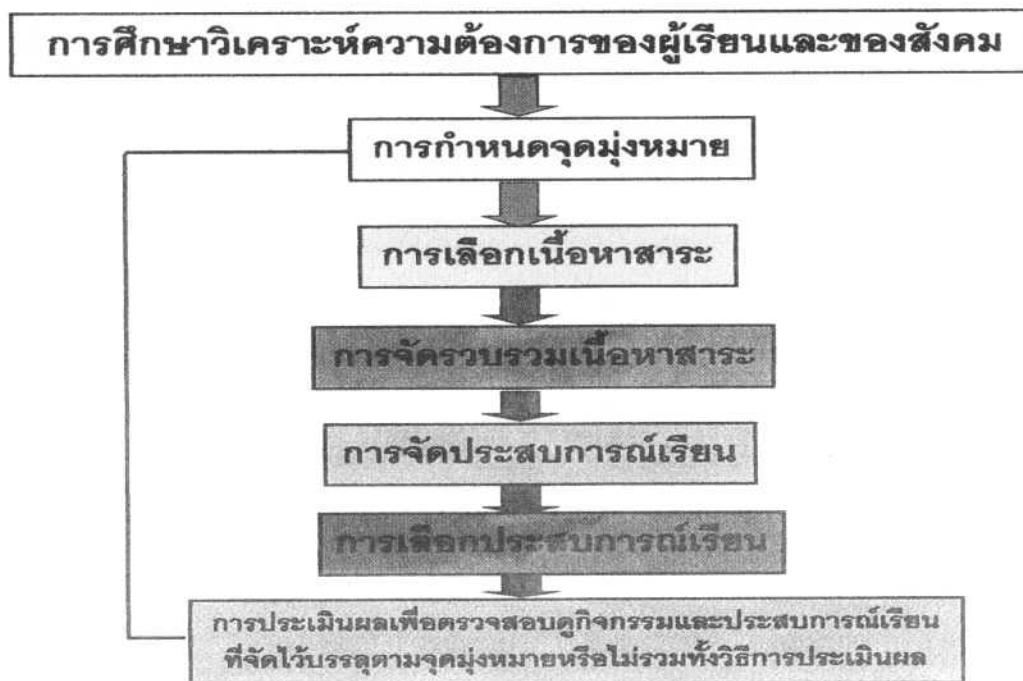 การศึกษาวิเคราะห์ความต้องการของผู้เรียนและของสังคม
การกำหนดจุดมุ่งหมาย
การเลือกเนื้อหาสาระ
การจัดรวบรวมเนื้อหาสาระ
การจัดประสบการณ์เรียน
การเลือกประสบการณ์เรียน
การประเมินผลเพื่อตรวจสอบดูกิจกรรมและประสบการณ์เรียน
ที่จัดไว้บรรลุตามจุดมุ่งหมายหรือไม่รวมทั้งวิธีการประเมินผล